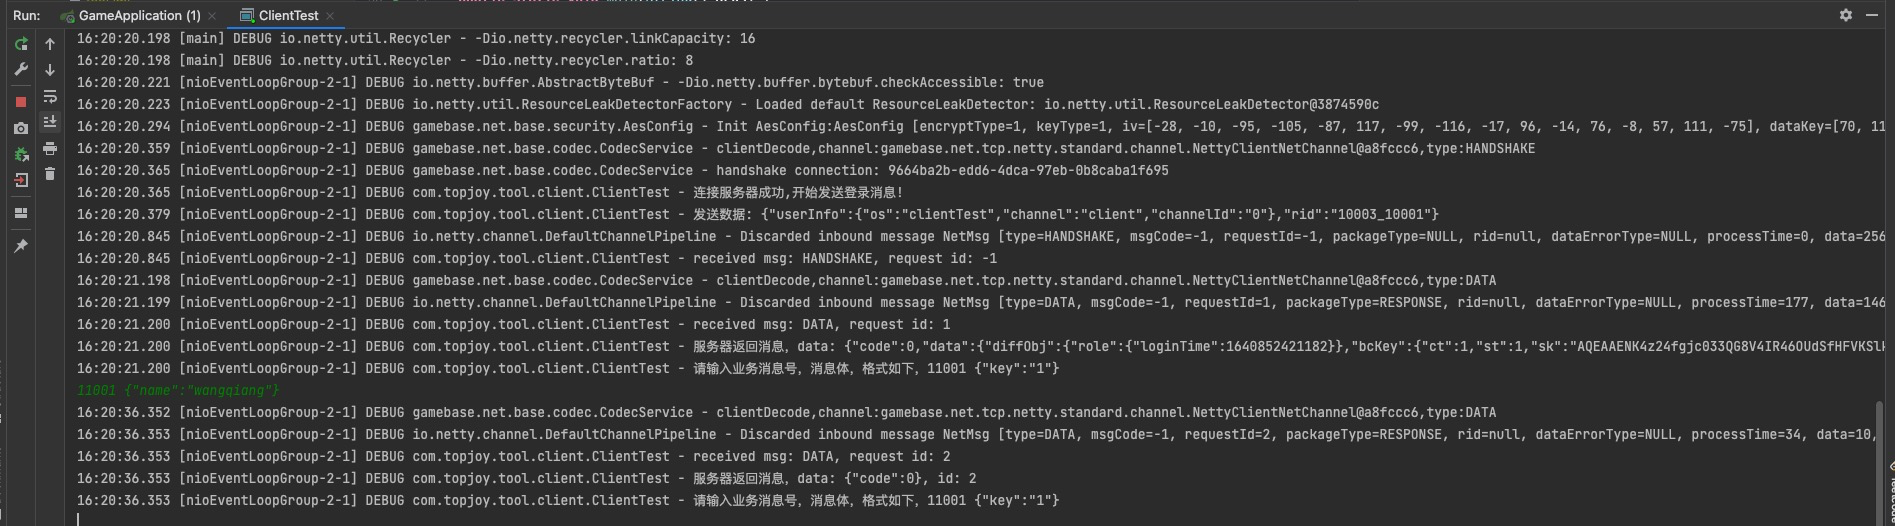 Run: GameApplication (1) ClientTest
16:20:20.198 [main] DEBUG io.netty.util.Recycler - -Dio.netty.recycler.linkCapacity: 16
16:20:20.198 [main] DEBUG io.netty.util.Recycler - -Dio.netty.recycler.ratio: 8
16:20:20.221 [nioEventLoopGroup-2-1] DEBUG io.netty.buffer.AbstractByteBuf - -Dio.netty.buffer.bytebuf.checkAccessible: true
16:20:20.223 [nioEventLoopGroup-2-1] DEBUG io.netty.util.ResourceLeakDetectorFactory - Loaded default ResourceLeakDetector: io.netty.util.ResourceLeakDetector@3874590c
16:20:20.294 [nioEventLoopGroup-2-1] DEBUG gamebase.net.base.security.AesConfig - Init AesConfig:AesConfig [encryptType=1, keyType=1, iv=[-28, -10, -95, -105, -87, 117, -99, -116, -17, 96, -14, 76, -8, 57, 111, -75], dataKey=[70, 11
16:20:20.359 [nioEventLoopGroup-2-1] DEBUG gamebase.net.base.codec.CodecService - clientDecode,channel:gamebase.net.tcp.netty.standard.channel.NettyClientNetChannel@a8fccc6,type:HANDSHAKE
16:20:20.365 [nioEventLoopGroup-2-1] DEBUG gamebase.net.base.codec.CodecService - handshake connection: 9664ba2b-edd6-4dca-97eb-0b8caba1f695
16:20:20.365 [nioEventLoopGroup-2-1] DEBUG com.topjoy.tool.client.ClientTest - 连接服务器成功,开始发送登录消息!
16:20:20.379 [nioEventLoopGroup-2-1] DEBUG com.topjoy.tool.client.ClientTest - 发送数据: {"userInfo":{"os":"clientTest","channel":"client","channelId":"0"},"rid":"10003_10001"}
16:20:20.845 [nioEventLoopGroup-2-1] DEBUG io.netty.channel.DefaultChannelPipeline - Discarded inbound message NetMsg [type=HANDSHAKE, msgCode=-1, requestId=-1, packageType=NULL, rid=null, dataErrorType=NULL, processTime=0, data=256
16:20:20.845 [nioEventLoopGroup-2-1] DEBUG com.topjoy.tool.client.ClientTest - received msg: HANDSHAKE, request id: -1
16:20:21.198 [nioEventLoopGroup-2-1] DEBUG gamebase.net.base.codec.CodecService - clientDecode,channel:gamebase.net.tcp.netty.standard.channel.NettyClientNetChannel@a8fccc6,type:DATA
16:20:21.199 [nioEventLoopGroup-2-1] DEBUG io.netty.channel.DefaultChannelPipeline - Discarded inbound message NetMsg [type=DATA, msgCode=-1, requestId=1, packageType=RESPONSE, rid=null, dataErrorType=NULL, processTime=177, data=146
16:20:21.200 [nioEventLoopGroup-2-1] DEBUG com.topjoy.tool.client.ClientTest - received msg: DATA, request id: 1
16:20:21.200 [nioEventLoopGroup-2-1] DEBUG com.topjoy.tool.client.ClientTest - 服务器返回消息，data: {"code":0,"data":{"diffObj":{"role":{"loginTime":1640852421182}},"bcKey":{"ct":1,"st":1,"sk":"AQEAAENK4z24fgjc033QG8V4IR46OUdSfHFVKSlk
16:20:21.200 [nioEventLoopGroup-2-1] DEBUG com.topjoy.tool.client.ClientTest - 请输入业务消息号，消息体，格式如下，11001 {"key":"1"}
11001 {"name":"wangqiang"}
16:20:36.352 [nioEventLoopGroup-2-1] DEBUG gamebase.net.base.codec.CodecService - clientDecode,channel:gamebase.net.tcp.netty.standard.channel.NettyClientNetChannel@a8fccc6,type:DATA
16:20:36.353 [nioEventLoopGroup-2-1] DEBUG io.netty.channel.DefaultChannelPipeline - Discarded inbound message NetMsg [type=DATA, msgCode=-1, requestId=2, packageType=RESPONSE, rid=null, dataErrorType=NULL, processTime=34, data=10,
16:20:36.353 [nioEventLoopGroup-2-1] DEBUG com.topjoy.tool.client.ClientTest - received msg: DATA, request id: 2
16:20:36.353 [nioEventLoopGroup-2-1] DEBUG com.topjoy.tool.client.ClientTest - 服务器返回消息，data: {"code":0}, id: 2
16:20:36.353 [nioEventLoopGroup-2-1] DEBUG com.topjoy.tool.client.ClientTest - 请输入业务消息号，消息体，格式如下，11001 {"key":"1"}